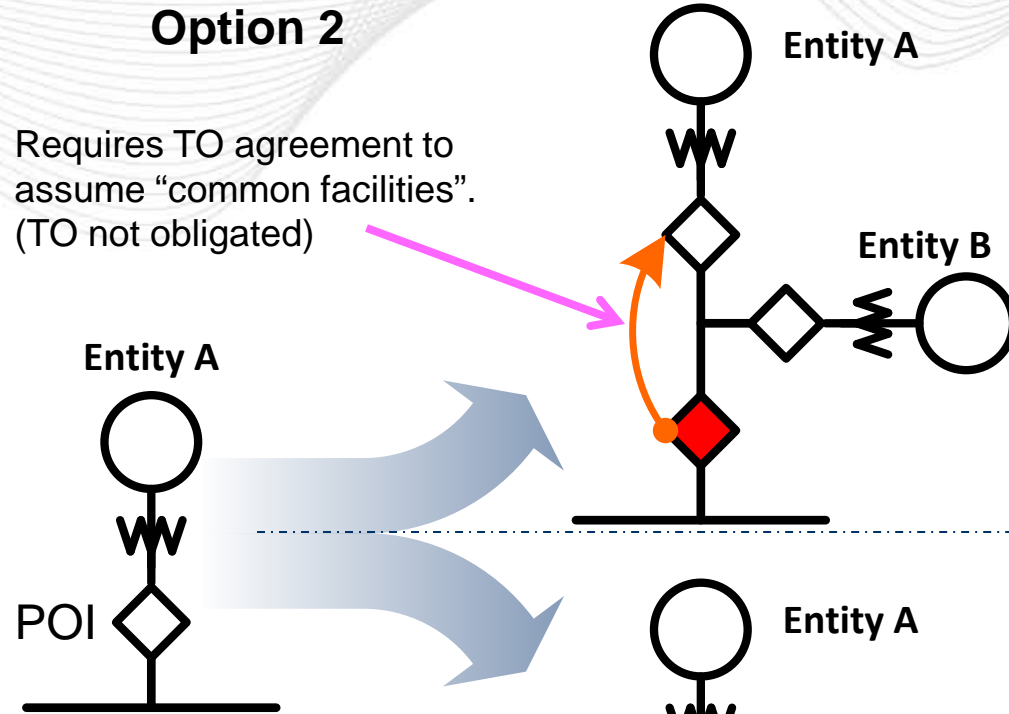 Option 2
Entity A
Requires TO agreement to
assume “common facilities”.
(TO not obligated)
Entity B
Entity A
POI
Entity A